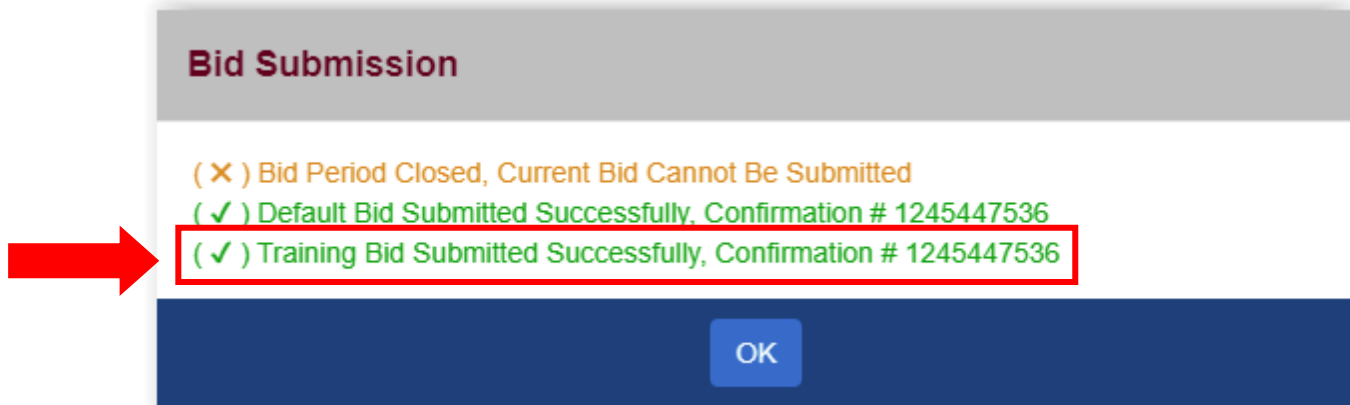 Bid Submission
( ✕ ) Bid Period Closed, Current Bid Cannot Be Submitted
( ✓ ) Default Bid Submitted Successfully, Confirmation # 1245447536
( ✓ ) Training Bid Submitted Successfully, Confirmation # 1245447536
OK